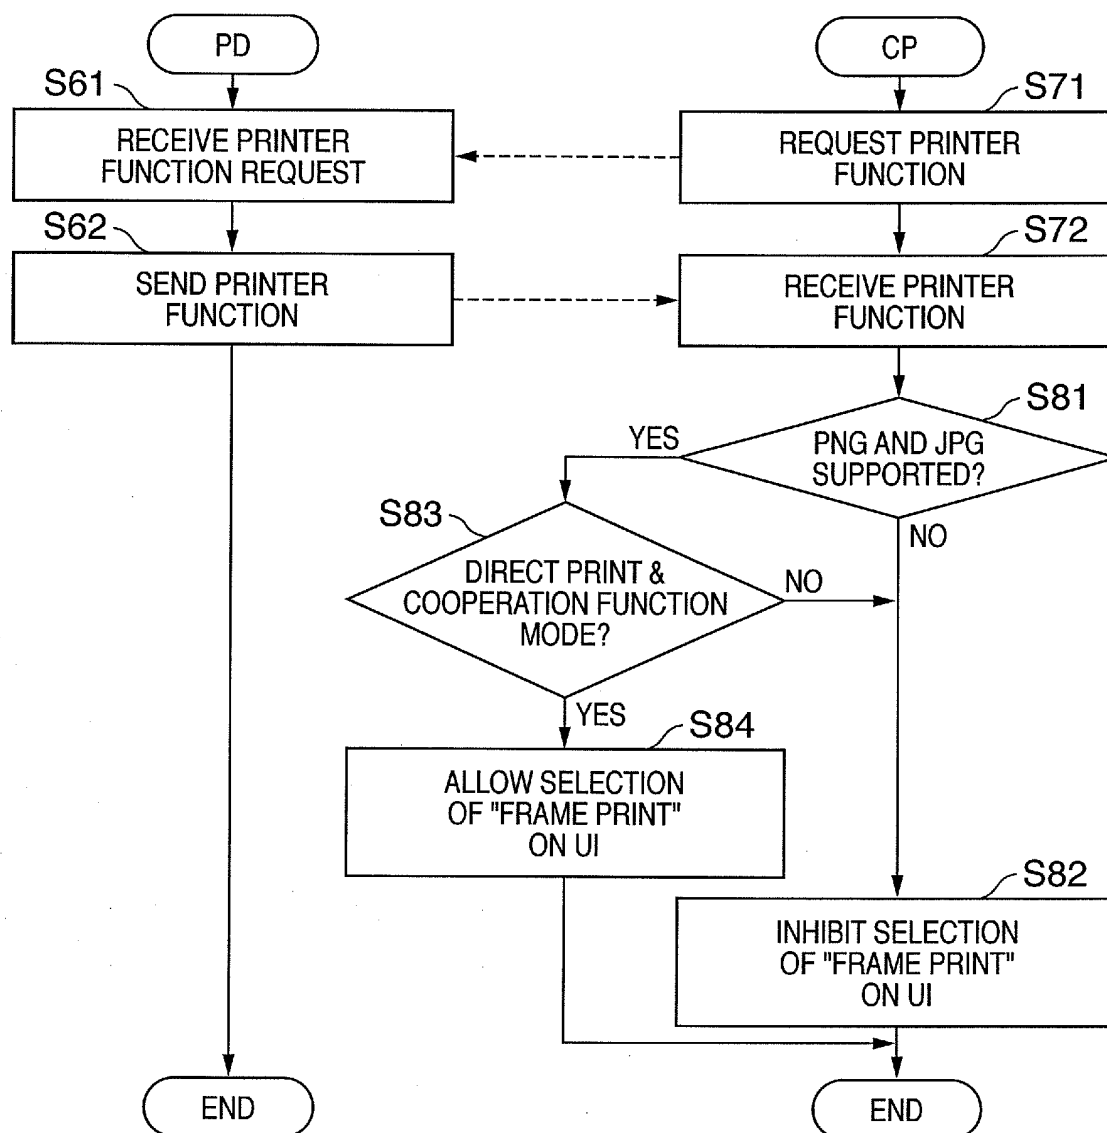 PD
CP
S61
S71
RECEIVE PRINTER
FUNCTION REQUEST
REQUEST PRINTER
FUNCTION
S62
S72
SEND PRINTER
FUNCTION
RECEIVE PRINTER
FUNCTION
S81
YES
PNG AND JPG
SUPPORTED?
S83
NO
DIRECT PRINT &
COOPERATION FUNCTION
MODE?
NO
YES
S84
ALLOW SELECTION
OF "FRAME PRINT"
ON UI
S82
INHIBIT SELECTION
OF "FRAME PRINT"
ON UI
END
END